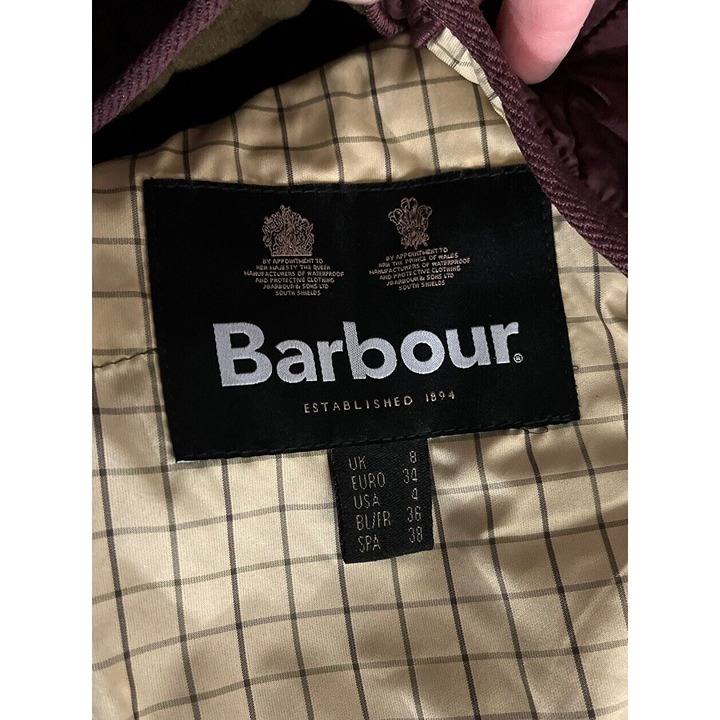 BY APPOINTMENT TO
HER MAJESTY THE QUEEN
MANUFACTURERS OF WATERPROOF
AND PROTECTIVE CLOTHING
J.BARBOUR & SONS LTD
SOUTH SHIELDS
BY APPOINTMENT TO
HRH THE PRINCE OF WALES
MANUFACTURERS OF WATERPROOF
AND PROTECTIVE CLOTHING
J.BARBOUR & SONS LTD
SOUTH SHIELDS
Barbour®
ESTABLISHED 1894
UK 8
EURO 34
USA 4
BL/FR 36
SPA 38